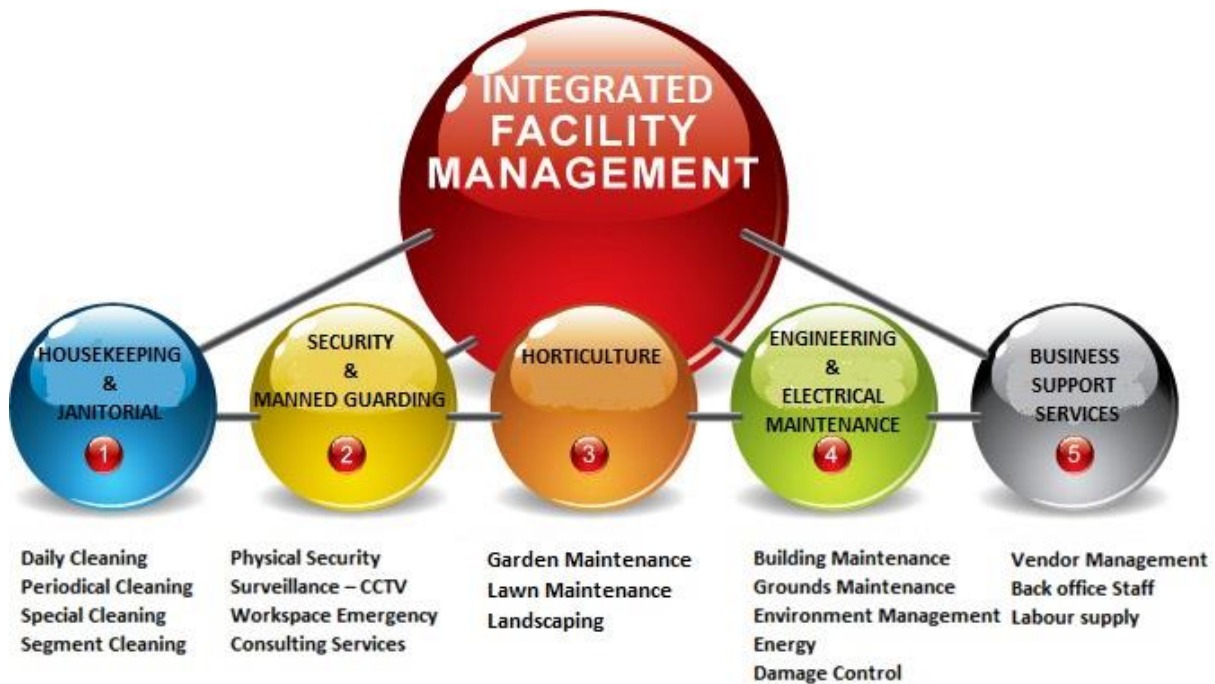 INTEGRATED
FACILITY
MANAGEMENT
HOUSEKEEPING
&
JANITORIAL
1
SECURITY
&
MANNED GUARDING
2
HORTICULTURE
3
ENGINEERING
&
ELECTRICAL
MAINTENANCE
4
BUSINESS
SUPPORT
SERVICES
5
Daily Cleaning
Periodical Cleaning
Special Cleaning
Segment Cleaning
Physical Security
Surveillance – CCTV
Workspace Emergency
Consulting Services
Garden Maintenance
Lawn Maintenance
Landscaping
Building Maintenance
Grounds Maintenance
Environment Management
Energy
Damage Control
Vendor Management
Back office Staff
Labour supply